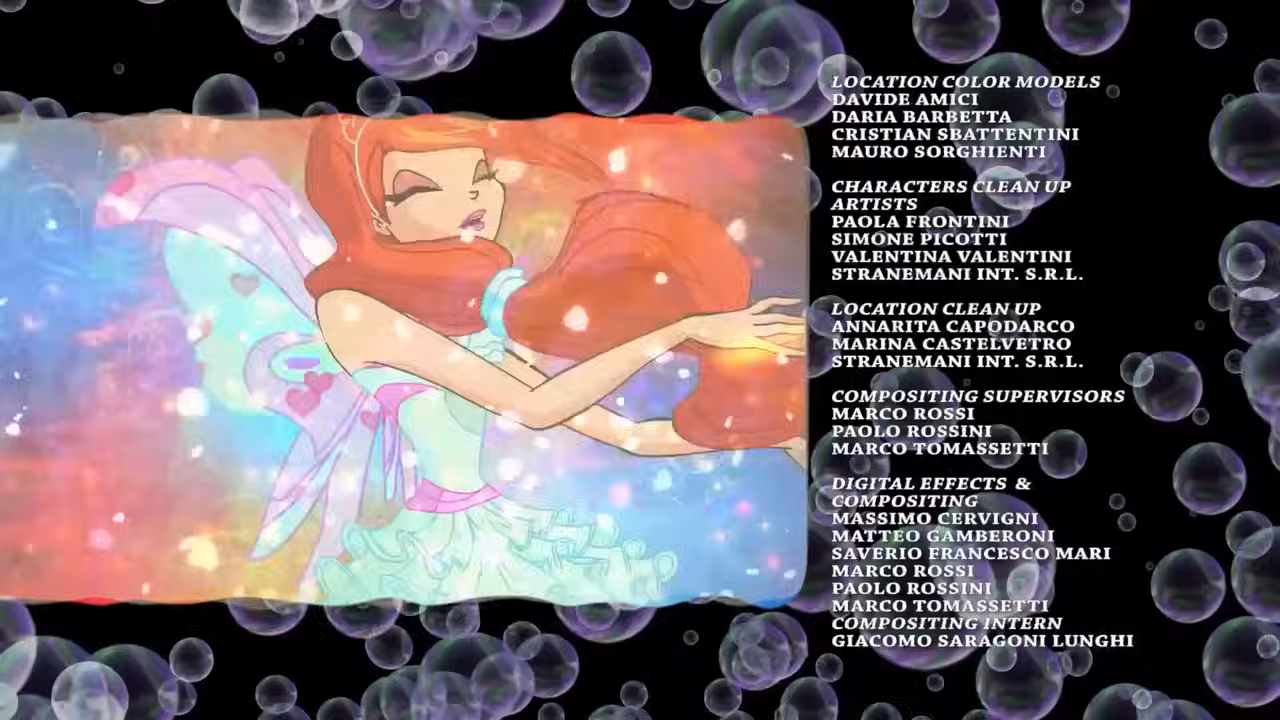 LOCATION COLOR MODELS
DAVIDE AMICI
DARIA BARBETTA
CRISTIAN SBATTENTINI
MAURO SORGHIENTI
CHARACTERS CLEAN UP
ARTISTS
PAOLA FRONTINI
SIMONE PICOTTI
VALENTINA VALENTINI
STRANEMANI INT. S.R.L.
LOCATION CLEAN UP
ANNARITA CAPODARCO
MARINA CASTELVETRO
STRANEMANI INT. S.R.L.
COMPOSITING SUPERVISORS
MARCO ROSSI
PAOLO ROSSINI
MARCO TOMASSETTI
DIGITAL EFFECTS &
COMPOSITING
MASSIMO CERVIGNI
MATTEO GAMBERONI
SAVERIO FRANCESCO MARI
MARCO ROSSI
PAOLO ROSSINI
MARCO TOMASSETTI
COMPOSITING INTERN
GIACOMO SARAGONI LUNGHI